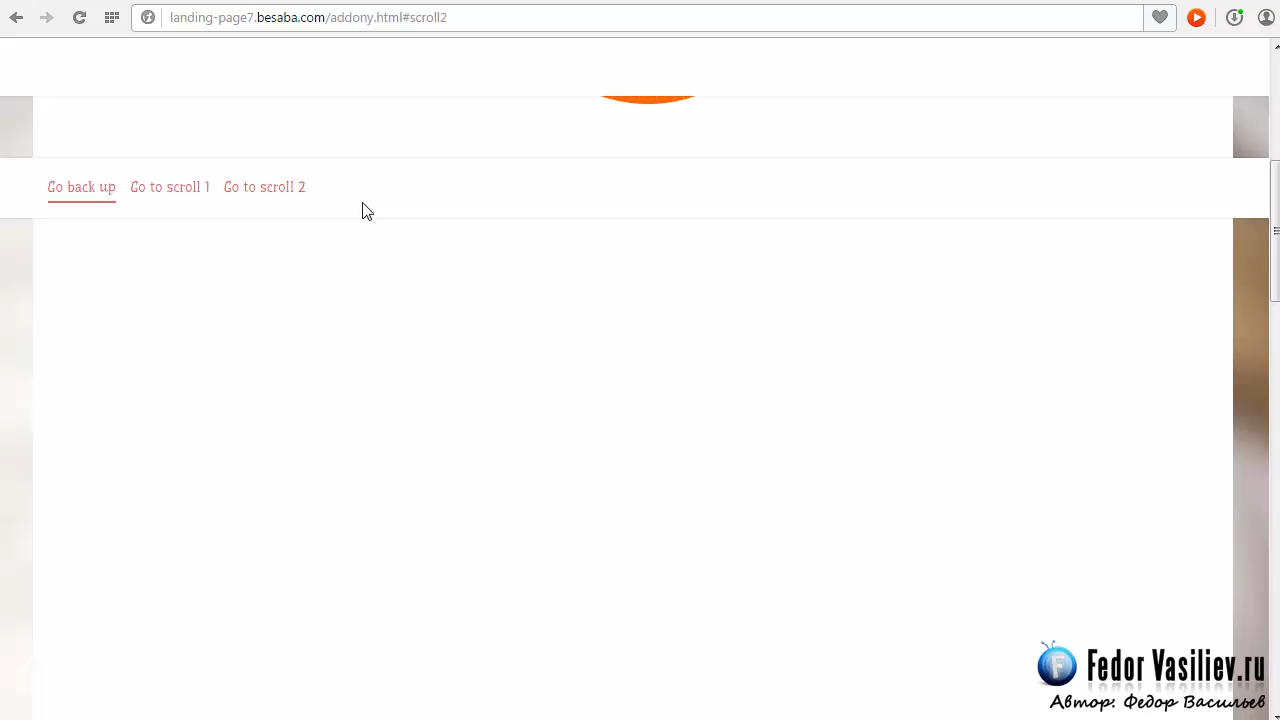 landing-page7.besaba.com/addony.html#scroll2
Go back up Go to scroll 1 Go to scroll 2
F Fedor Vasiliev.ru
Автор: Федор Васильев